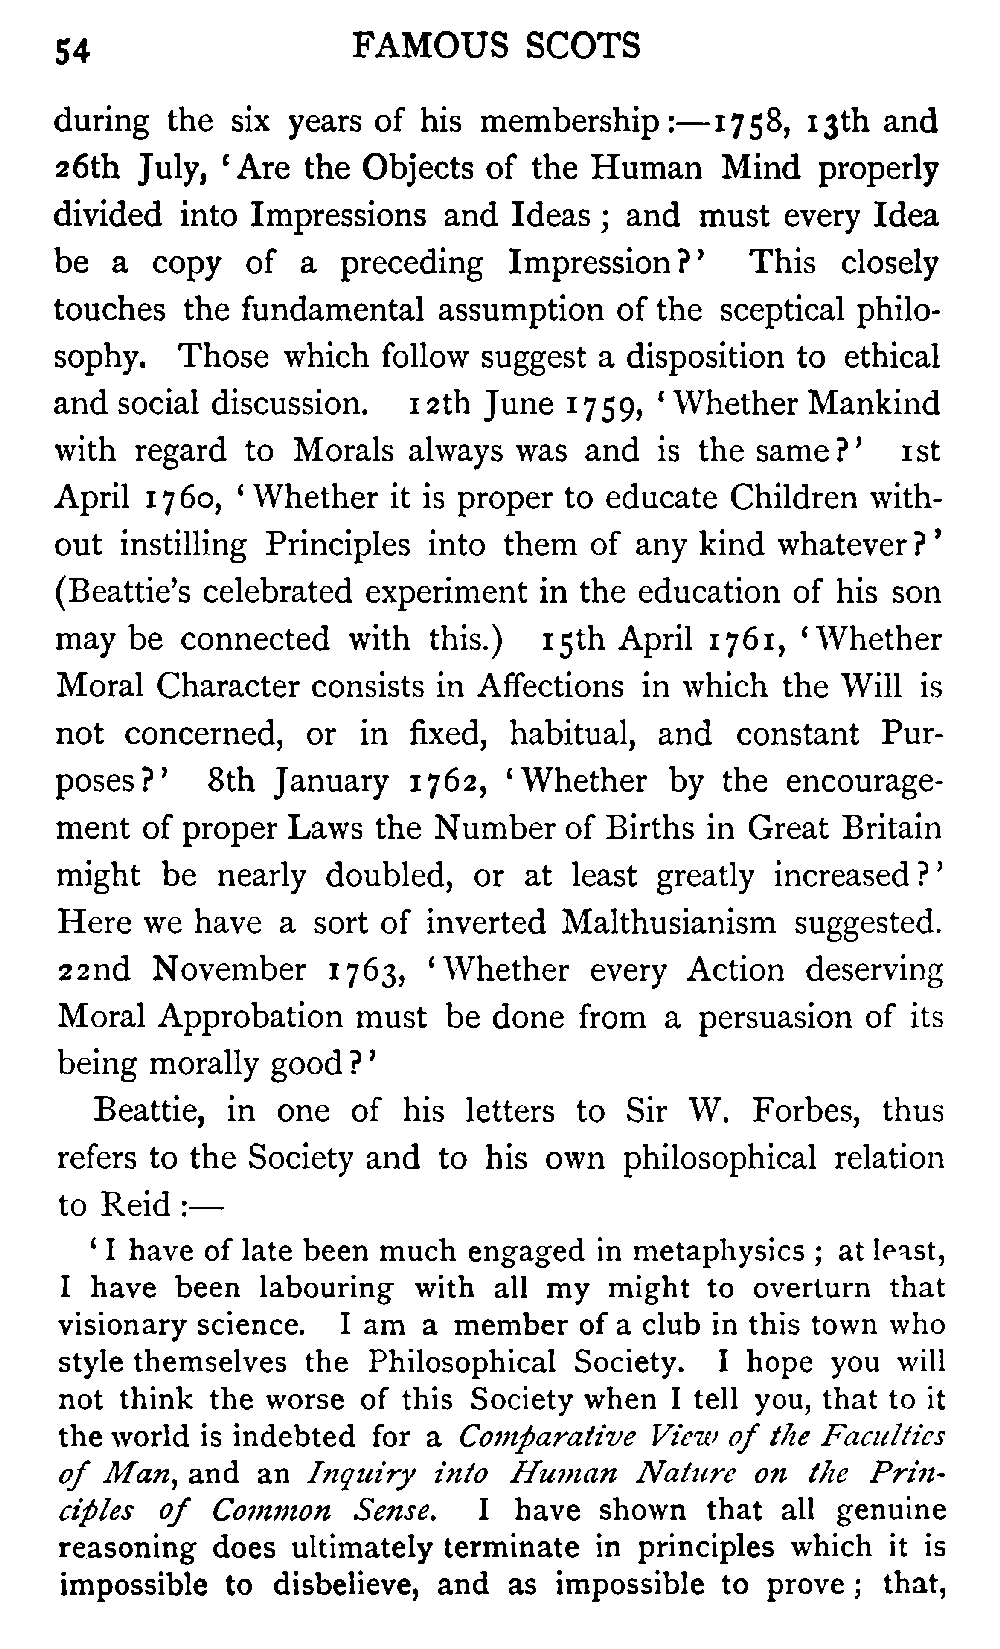 54 FAMOUS SCOTS
during the six years of his membership:—1758, 13th and
26th July, ‘Are the Objects of the Human Mind properly
divided into Impressions and Ideas; and must every Idea
be a copy of a preceding Impression?’ This closely
touches the fundamental assumption of the sceptical philo-
sophy. Those which follow suggest a disposition to ethical
and social discussion. 12th June 1759, ‘Whether Mankind
with regard to Morals always was and is the same?’ 1st
April 1760, ‘Whether it is proper to educate Children with-
out instilling Principles into them of any kind whatever?’
(Beattie's celebrated experiment in the education of his son
may be connected with this.) 15th April 1761, ‘Whether
Moral Character consists in Affections in which the Will is
not concerned, or in fixed, habitual, and constant Pur-
poses?’ 8th January 1762, ‘Whether by the encourage-
ment of proper Laws the Number of Births in Great Britain
might be nearly doubled, or at least greatly increased?’
Here we have a sort of inverted Malthusianism suggested.
22nd November 1763, ‘Whether every Action deserving
Moral Approbation must be done from a persuasion of its
being morally good?’
Beattie, in one of his letters to Sir W. Forbes, thus
refers to the Society and to his own philosophical relation
to Reid:—
‘I have of late been much engaged in metaphysics; at least,
I have been labouring with all my might to overturn that
visionary science. I am a member of a club in this town who
style themselves the Philosophical Society. I hope you will
not think the worse of this Society when I tell you, that to it
the world is indebted for a Comparative View of the Faculties
of Man, and an Inquiry into Human Nature on the Prin-
ciples of Common Sense. I have shown that all genuine
reasoning does ultimately terminate in principles which it is
impossible to disbelieve, and as impossible to prove; that,